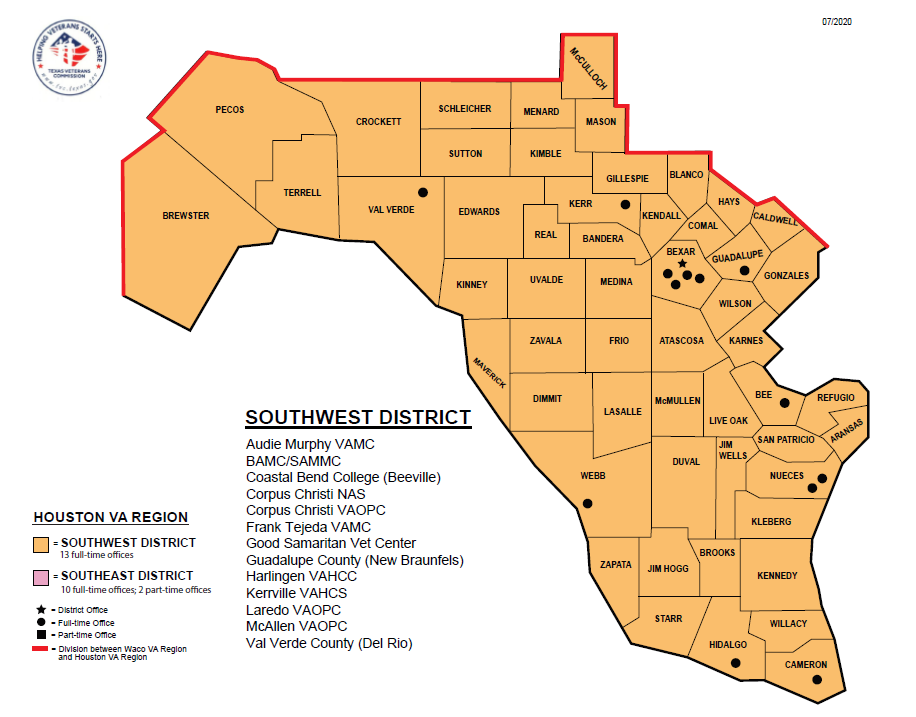 07/2020
HELPING VETERANS STARTS HERE
TEXAS VETERANS
COMMISSION
www.tvc.texas.gov
McCULLOCH
PECOS
CROCKETT
SCHLEICHER
MENARD
MASON
SUTTON
KIMBLE
GILLESPIE
BLANCO
TERRELL
BREWSTER
VAL VERDE
EDWARDS
KERR
KENDALL
HAYS
CALDWELL
COMAL
REAL
BANDERA
BEXAR
GUADALUPE
GONZALES
KINNEY
UVALDE
MEDINA
WILSON
ZAVALA
FRIO
ATASCOSA
KARNES
MAVERICK
DIMMIT
LASALLE
McMULLEN
LIVE OAK
BEE
REFUGIO
ARANSAS
SAN PATRICIO
JIM
WELLS
DUVAL
WEBB
NUECES
KLEBERG
ZAPATA
JIM HOGG
BROOKS
KENNEDY
STARR
HIDALGO
WILLACY
CAMERON
SOUTHWEST DISTRICT
Audie Murphy VAMC
BAMC/SAMMC
Coastal Bend College (Beeville)
Corpus Christi NAS
Corpus Christi VAOPC
Frank Tejeda VAMC
Good Samaritan Vet Center
Guadalupe County (New Braunfels)
Harlingen VAHCC
Kerrville VAHCS
Laredo VAOPC
McAllen VAOPC
Val Verde County (Del Rio)
HOUSTON VA REGION
= SOUTHWEST DISTRICT
13 full-time offices
= SOUTHEAST DISTRICT
10 full-time offices; 2 part-time offices
= District Office
= Full-time Office
= Part-time Office
= Division between Waco VA Region
and Houston VA Region